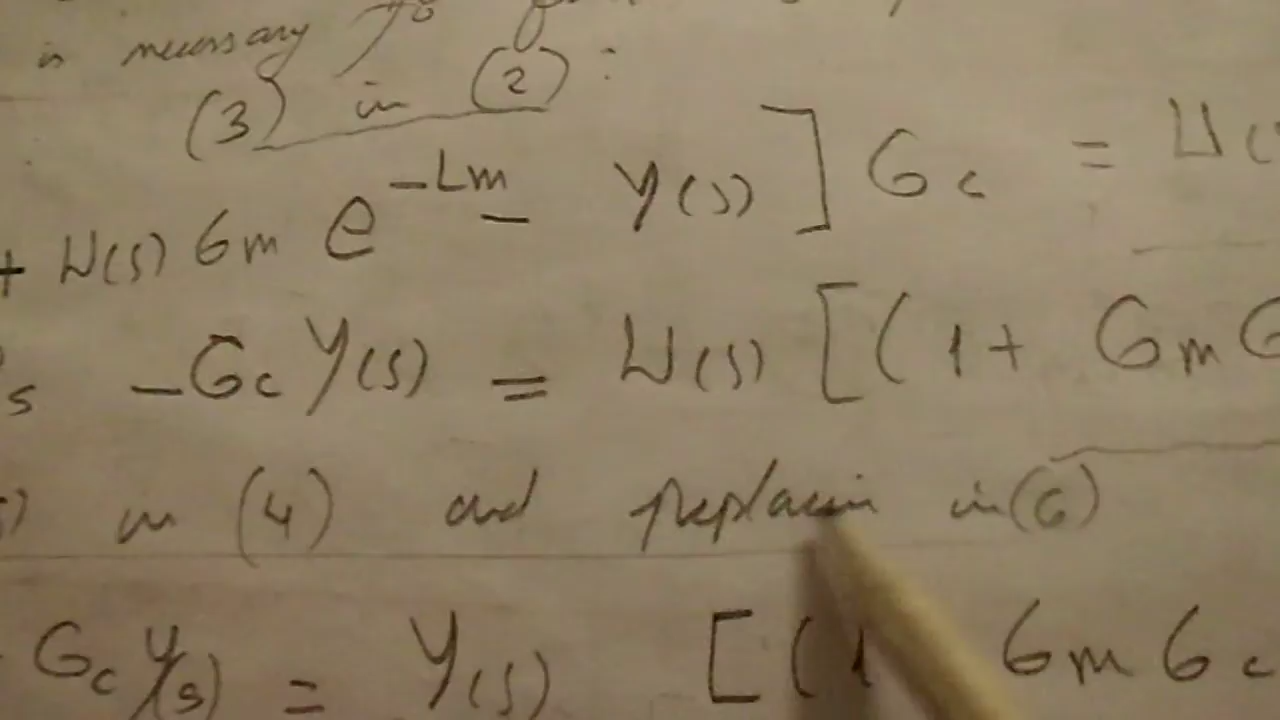 is necessary to
(3) in (2) :
+ U(s) Gm e^-Lm - Y(s) ] Gc = U(
s - Gc Y(s) = U(s) [ ( 1 + Gm G
) in (4) and replacin in (6)
Gc Y(s) = Y(s) [ ( 1 Gm Gc